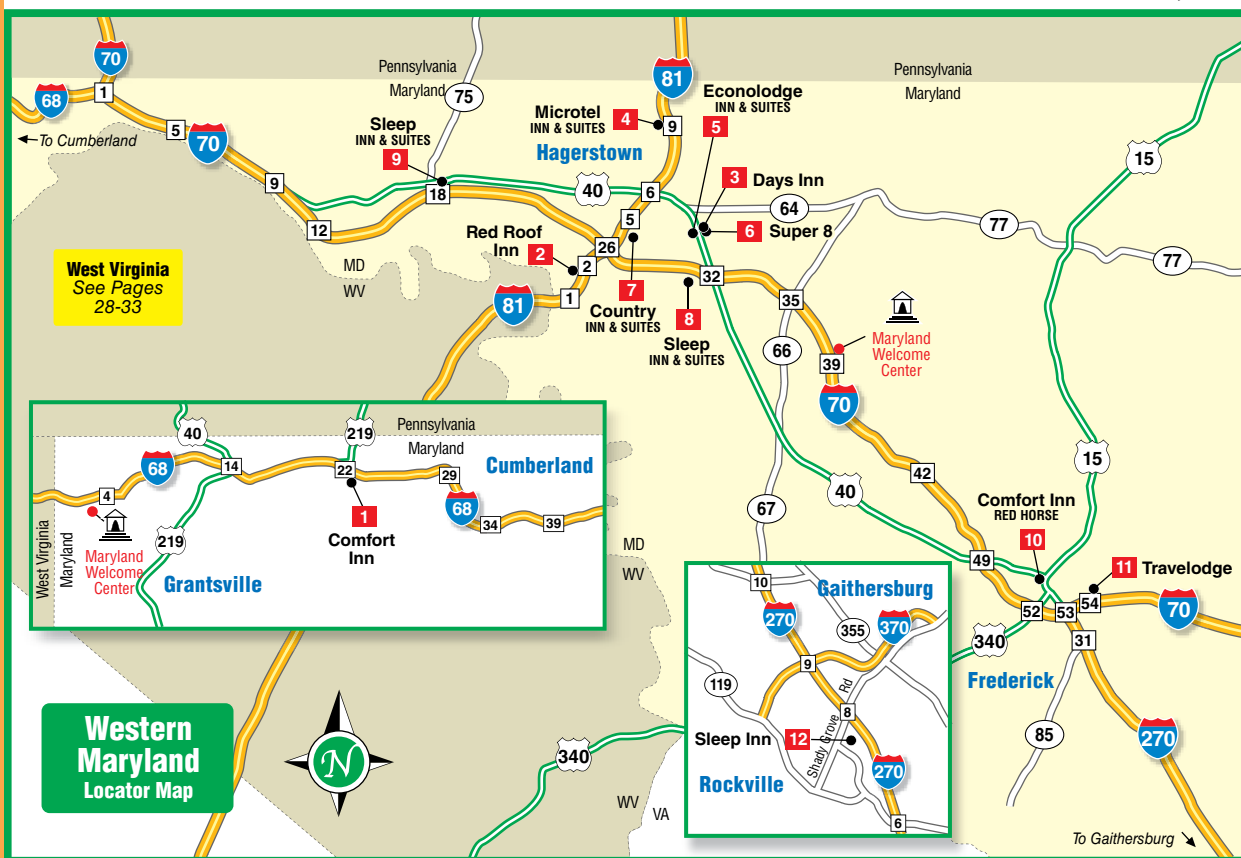 70
Pennsylvania
Maryland
75
81
Pennsylvania
Maryland
68
1
5
70
To Cumberland
Sleep
INN & SUITES
9
Microtel
INN & SUITES
4
9
Econolodge
INN & SUITES
5
Hagerstown
15
9
18
40
6
3
Days Inn
64
77
77
12
5
6
Super 8
Red Roof
Inn
2
2
26
32
35
West Virginia
See Pages
28-33
MD
WV
81
1
7
Country
INN & SUITES
8
Sleep
INN & SUITES
66
Maryland
Welcome
Center
39
70
40
219
Pennsylvania
Maryland
68
14
22
29
Cumberland
4
68
34
39
1
Comfort
Inn
219
West Virginia
Maryland
Maryland
Welcome
Center
Grantsville
42
15
40
67
Comfort Inn
RED HORSE
10
49
11
Travelodge
52
53
54
70
MD
WV
340
31
Frederick
10
Gaithersburg
270
355
370
9
119
Shady Grove Rd
8
Sleep Inn
12
270
Rockville
6
85
270
Western
Maryland
Locator Map
N
340
WV
VA
To Gaithersburg